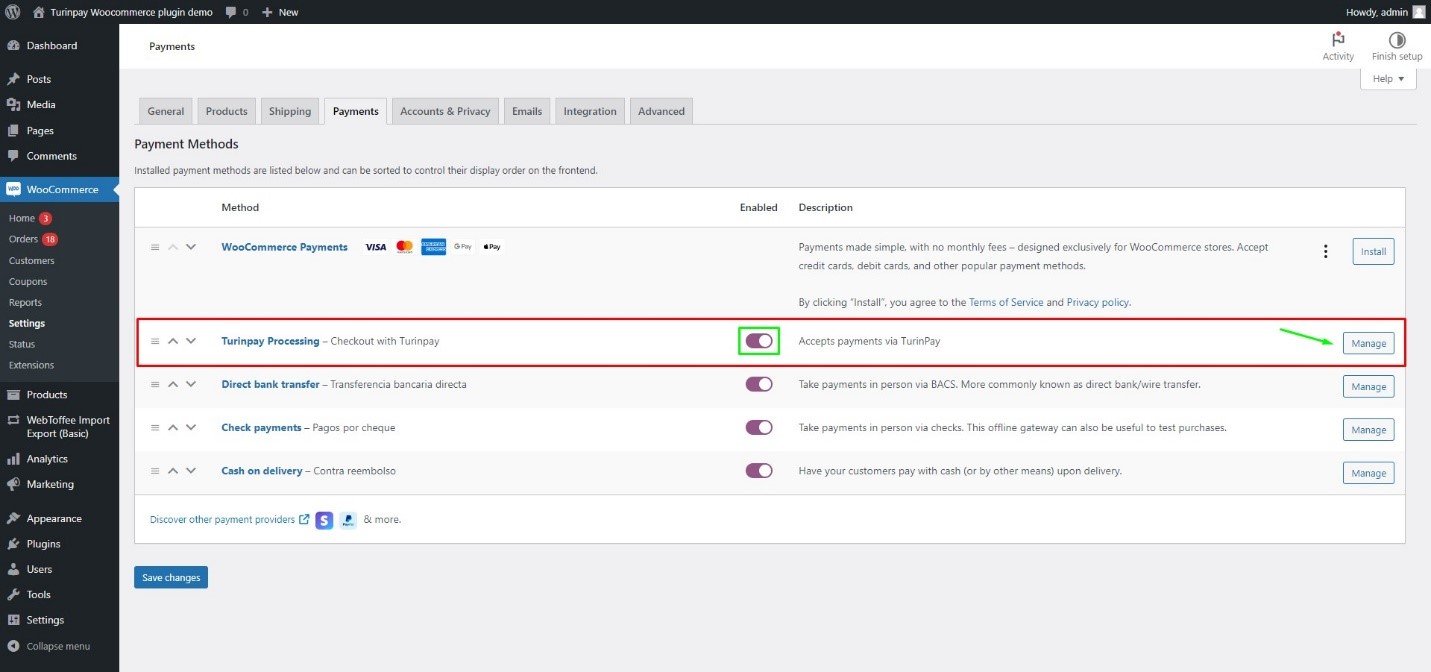 Turinpay Woocommerce plugin demo 0 New Howdy, admin
Dashboard
Posts
Media
Pages
Comments
WooCommerce
Home 3
Orders 18
Customers
Coupons
Reports
Settings
Status
Extensions
Products
WebToffee Import
Export (Basic)
Analytics
Marketing
Appearance
Plugins
Users
Tools
Settings
Collapse menu
Payments
Activity
Finish setup
Help
General Products Shipping Payments Accounts & Privacy Emails Integration Advanced
Payment Methods
Installed payment methods are listed below and can be sorted to control their display order on the frontend.
Method Enabled Description
WooCommerce Payments VISA G Pay Pay
Payments made simple, with no monthly fees – designed exclusively for WooCommerce stores. Accept
credit cards, debit cards, and other popular payment methods.
By clicking “Install”, you agree to the Terms of Service and Privacy policy.
Install
Turinpay Processing – Checkout with Turinpay Accepts payments via TurinPay Manage
Direct bank transfer – Transferencia bancaria directa Take payments in person via BACS. More commonly known as direct bank/wire transfer. Manage
Check payments – Pagos por cheque Take payments in person via checks. This offline gateway can also be useful to test purchases. Manage
Cash on delivery – Contra reembolso Have your customers pay with cash (or by other means) upon delivery. Manage
Discover other payment providers S & more.
Save changes